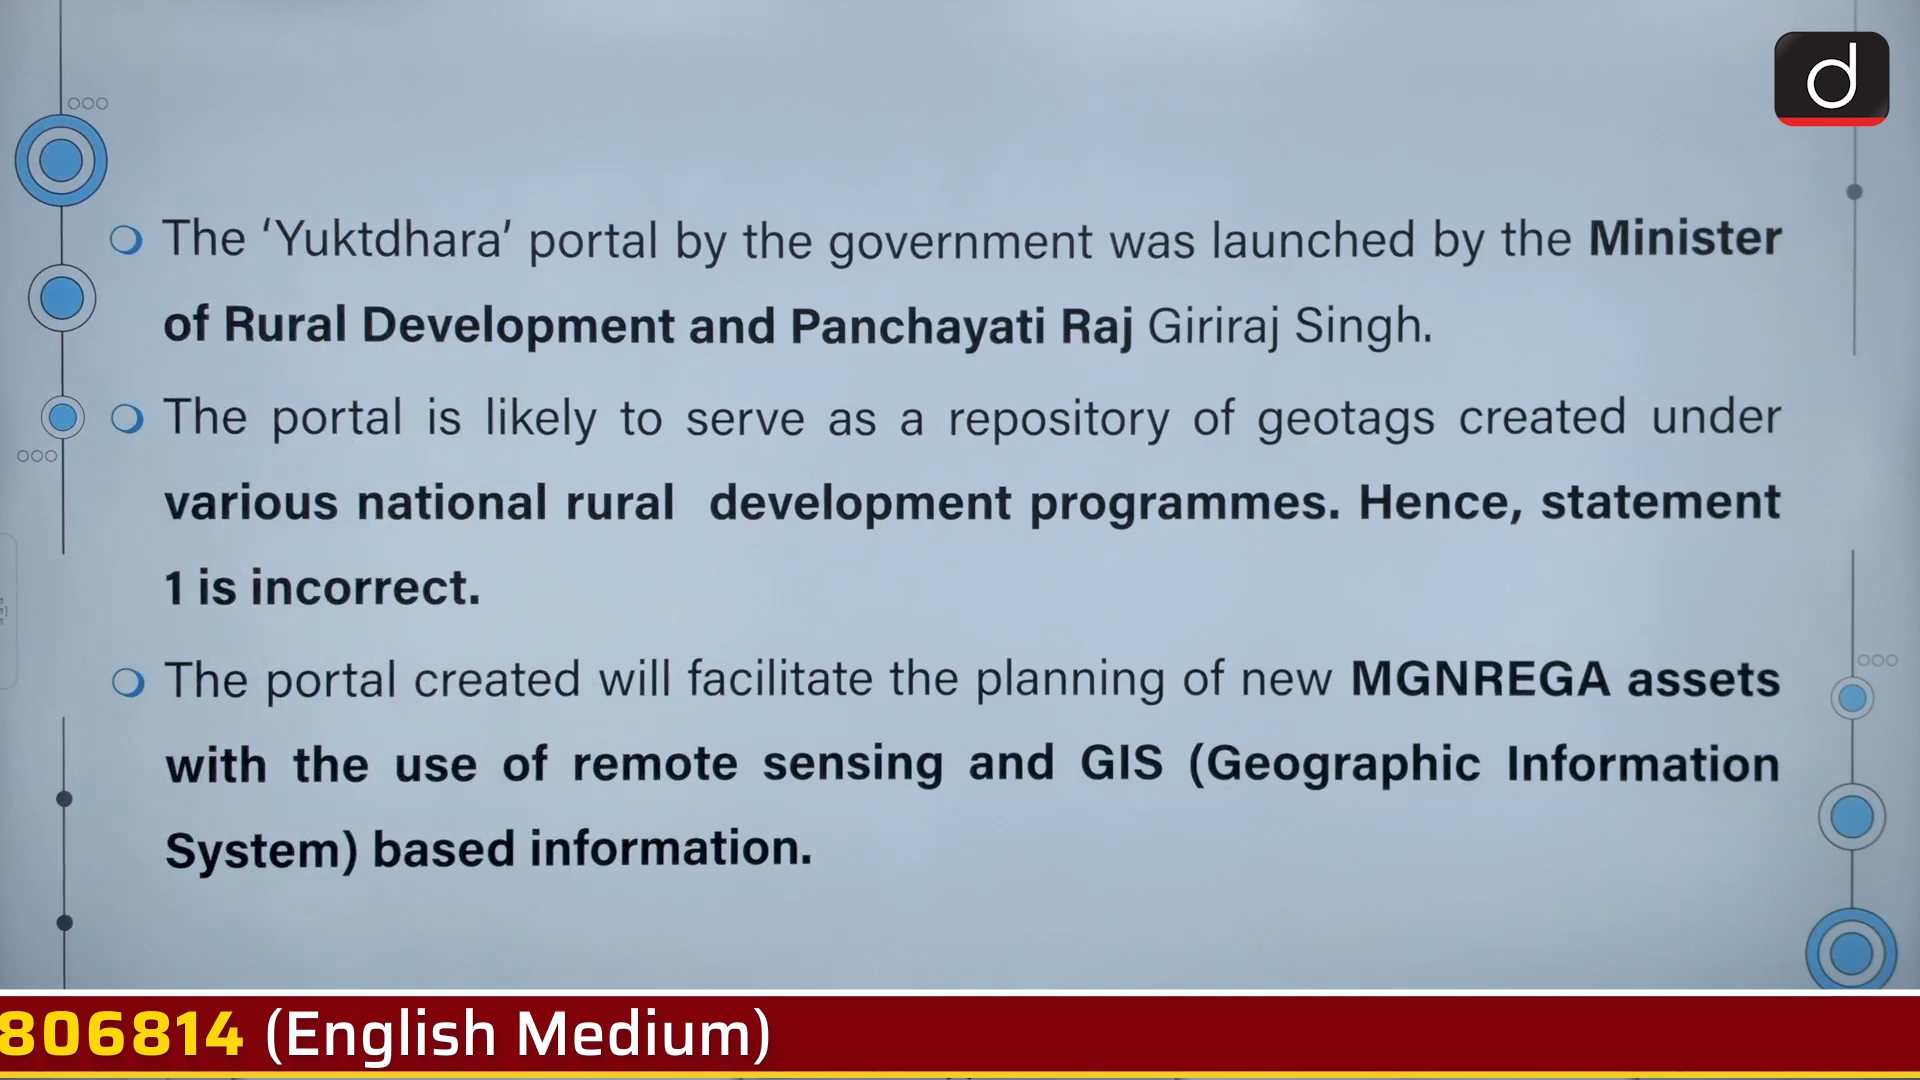 d
The ‘Yuktdhara’ portal by the government was launched by the Minister
of Rural Development and Panchayati Raj Giriraj Singh.
The portal is likely to serve as a repository of geotags created under
various national rural development programmes. Hence, statement
1 is incorrect.
The portal created will facilitate the planning of new MGNREGA assets
with the use of remote sensing and GIS (Geographic Information
System) based information.
806814 (English Medium)